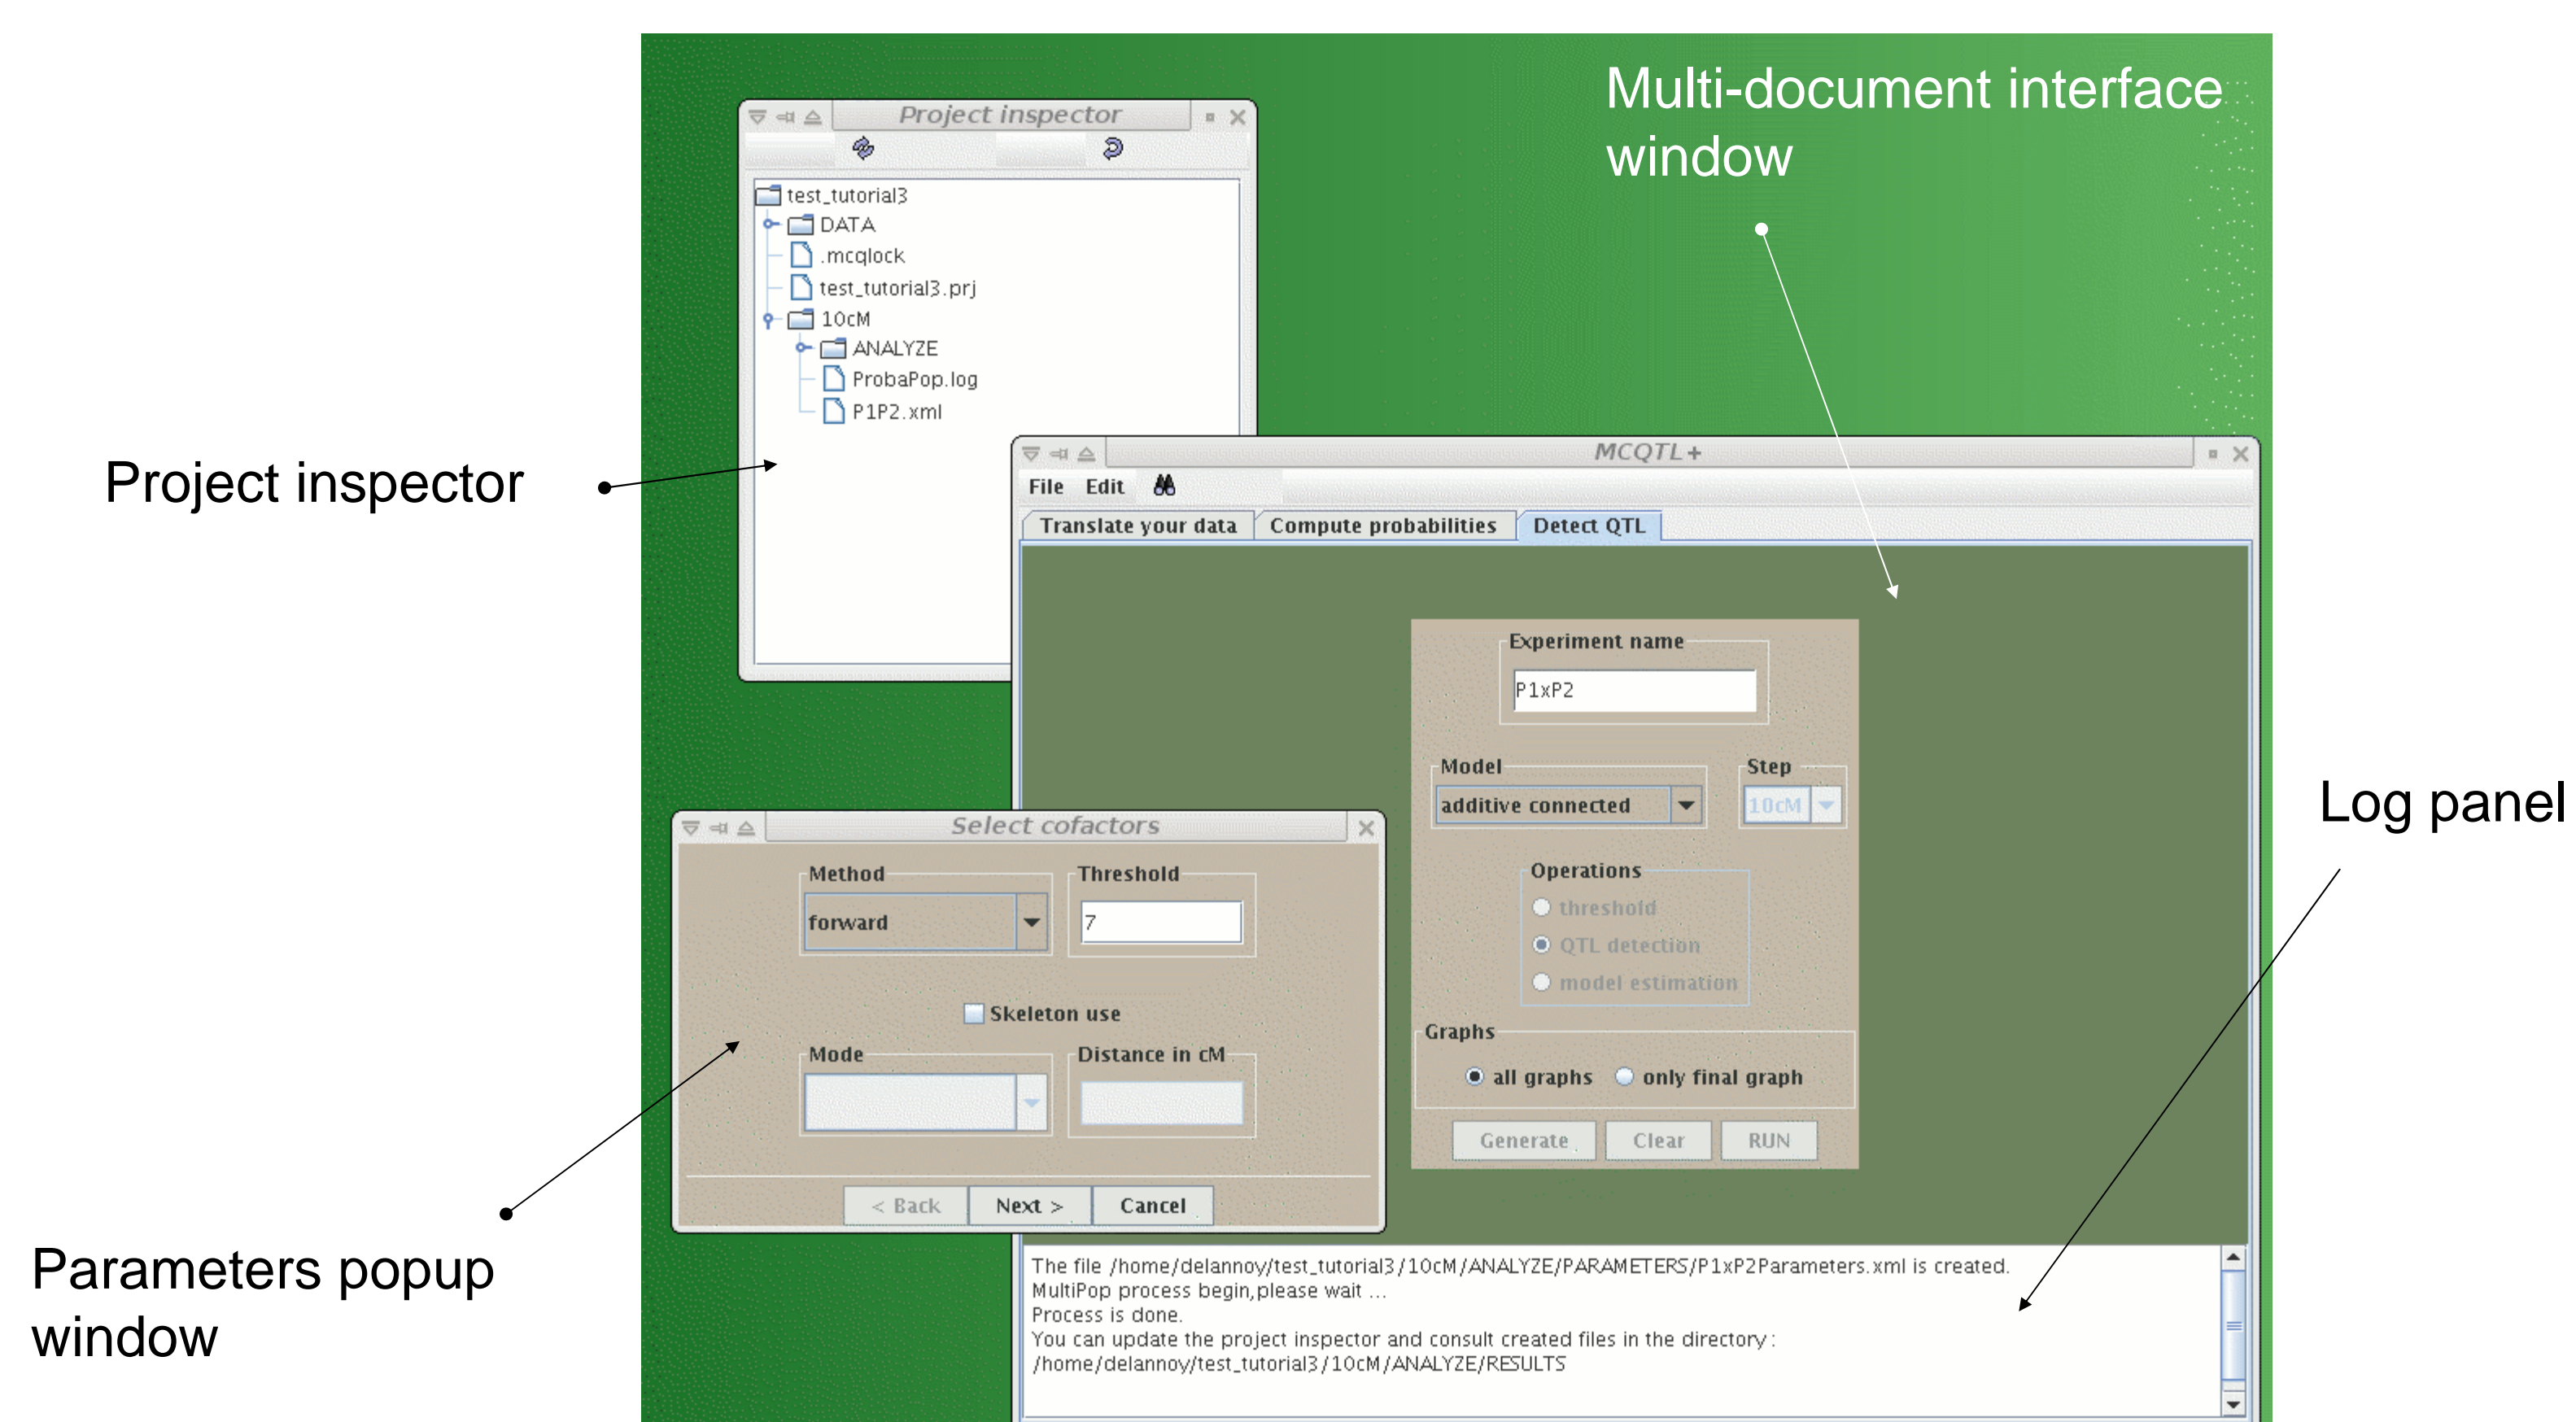 Multi-document interface
window
Project inspector
test_tutorial3
DATA
.mcqlock
test_tutorial3.prj
10cM
ANALYZE
ProbaPop.log
P1P2.xml
Project inspector
MCQTL+
File Edit
Translate your data Compute probabilities Detect QTL
Experiment name
P1xP2
Model Step
additive connected 10cM
Operations
threshold
QTL detection
model estimation
Graphs
all graphs only final graph
Generate Clear RUN
Log panel
Select cofactors
Method Threshold
forward 7
Skeleton use
Mode Distance in cM
< Back Next > Cancel
Parameters popup
window
The file /home/delannoy/test_tutorial3/10cM/ANALYZE/PARAMETERS/P1xP2Parameters.xml is created.
MultiPop process begin,please wait ...
Process is done.
You can update the project inspector and consult created files in the directory :
/home/delannoy/test_tutorial3/10cM/ANALYZE/RESULTS